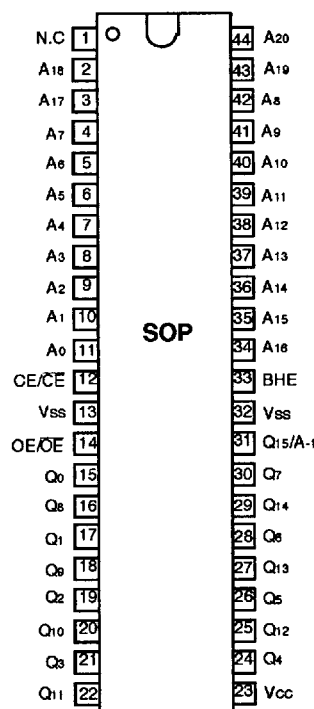 N.C 1 44 A20
A18 2 43 A19
A17 3 42 A8
A7 4 41 A9
A6 5 40 A10
A5 6 39 A11
A4 7 38 A12
A3 8 37 A13
A2 9 36 A14
A1 10 35 A15
A0 11 SOP 34 A16
CE/C̅E̅ 12 33 BHE
Vss 13 32 Vss
OE/O̅E̅ 14 31 Q15/A-1
Q0 15 30 Q7
Q8 16 29 Q14
Q1 17 28 Q6
Q9 18 27 Q13
Q2 19 26 Q5
Q10 20 25 Q12
Q3 21 24 Q4
Q11 22 23 Vcc